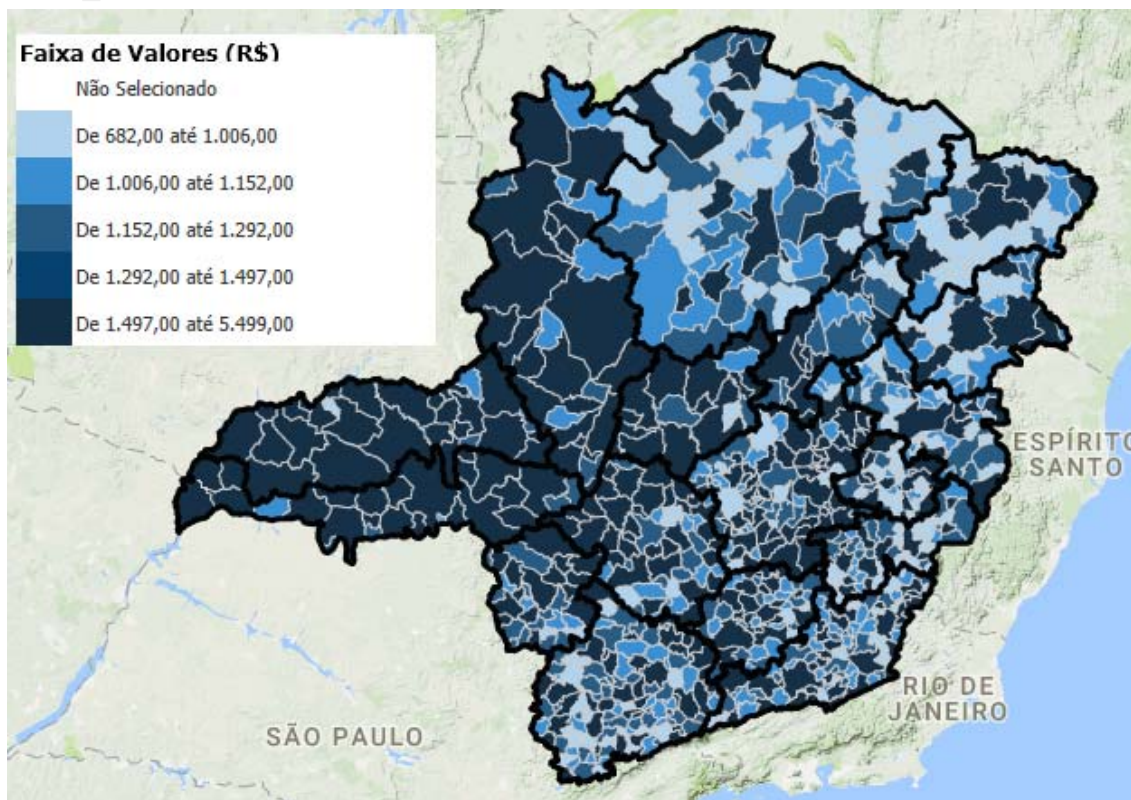 Faixa de Valores (R$)
Não Selecionado
De 682,00 até 1.006,00
De 1.006,00 até 1.152,00
De 1.152,00 até 1.292,00
De 1.292,00 até 1.497,00
De 1.497,00 até 5.499,00
ESPÍRITO
SANTO
RIO DE
JANEIRO
SÃO PAULO